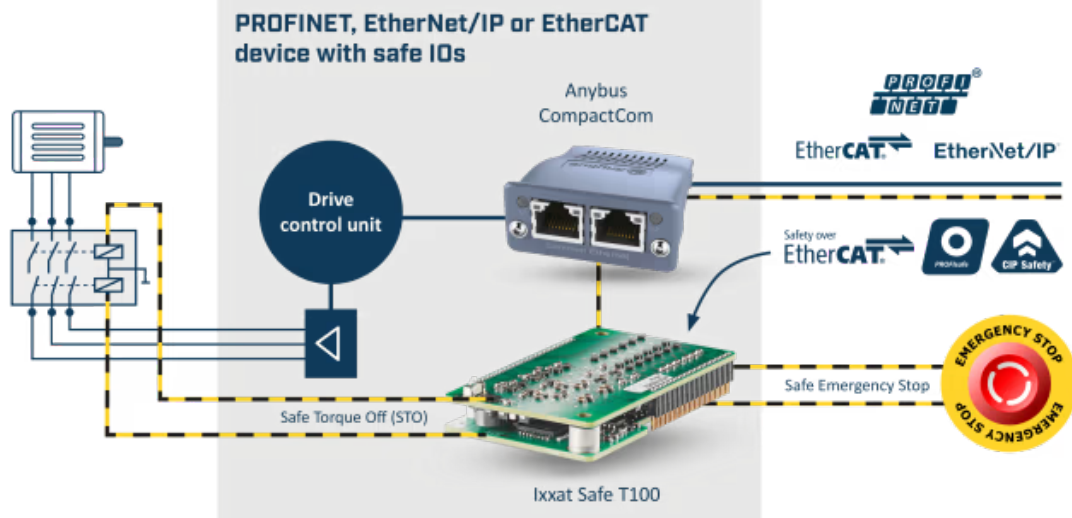 PROFINET, EtherNet/IP or EtherCAT
device with safe IOs
Anybus
CompactCom
PROFI
NET®
EtherCAT®
EtherNet/IP
Drive
control unit
Safety over
EtherCAT®
PROFIsafe
CIP Safety
Safe Torque Off (STO)
Safe Emergency Stop
EMERGENCY STOP
EMERGENCY STOP
Ixxat Safe T100